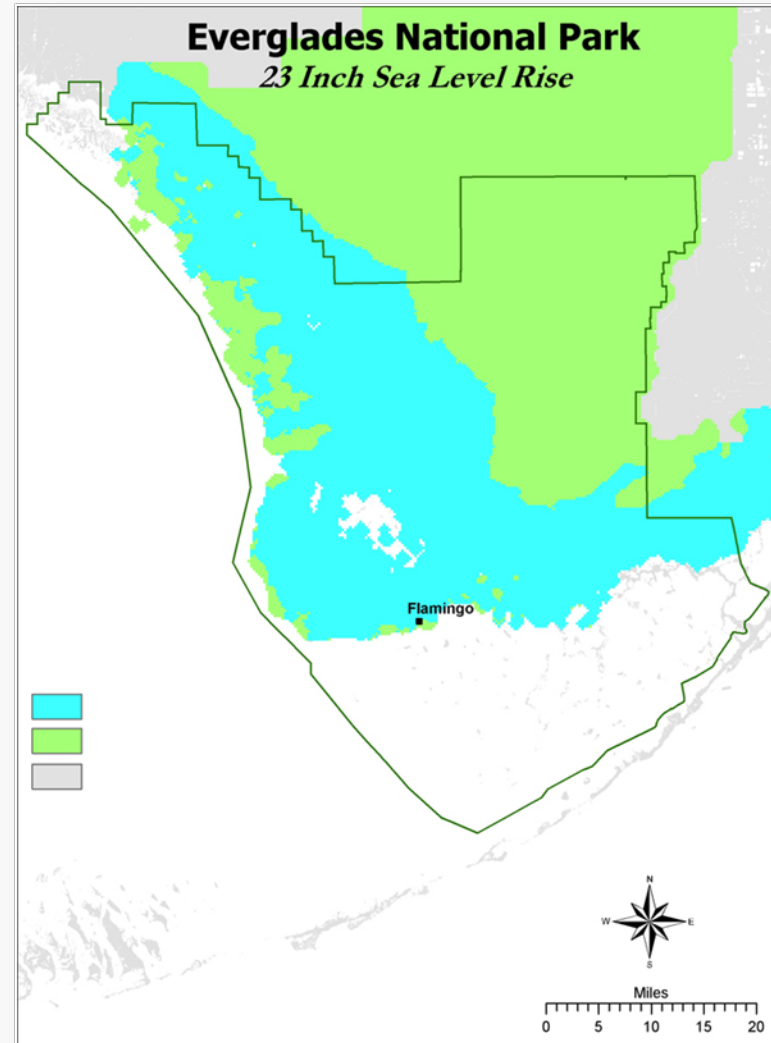 Everglades National Park
23 Inch Sea Level Rise
Flamingo
N
W E
S
Miles
0 5 10 15 20